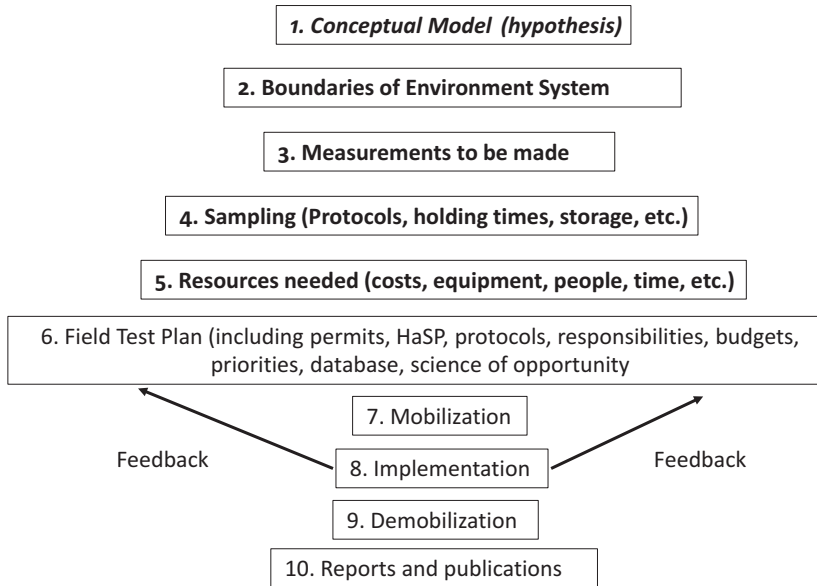 1. Conceptual Model (hypothesis)
2. Boundaries of Environment System
3. Measurements to be made
4. Sampling (Protocols, holding times, storage, etc.)
5. Resources needed (costs, equipment, people, time, etc.)
6. Field Test Plan (including permits, HaSP, protocols, responsibilities, budgets,
priorities, database, science of opportunity
7. Mobilization
Feedback
8. Implementation
Feedback
9. Demobilization
10. Reports and publications